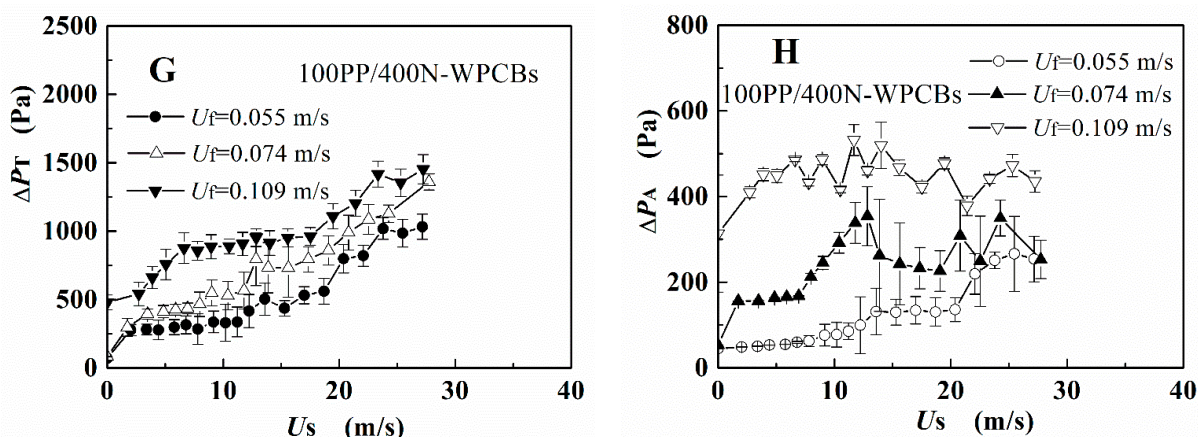 2500
2000
1500
1000
500
0
ΔPT (Pa)
G
100PP/400N-WPCBs
Uf=0.055 m/s
Uf=0.074 m/s
Uf=0.109 m/s
0 10 20 30 40
Us (m/s)
800
600
400
200
0
ΔPA (Pa)
H
100PP/400N-WPCBs
Uf=0.055 m/s
Uf=0.074 m/s
Uf=0.109 m/s
0 10 20 30 40
Us (m/s)